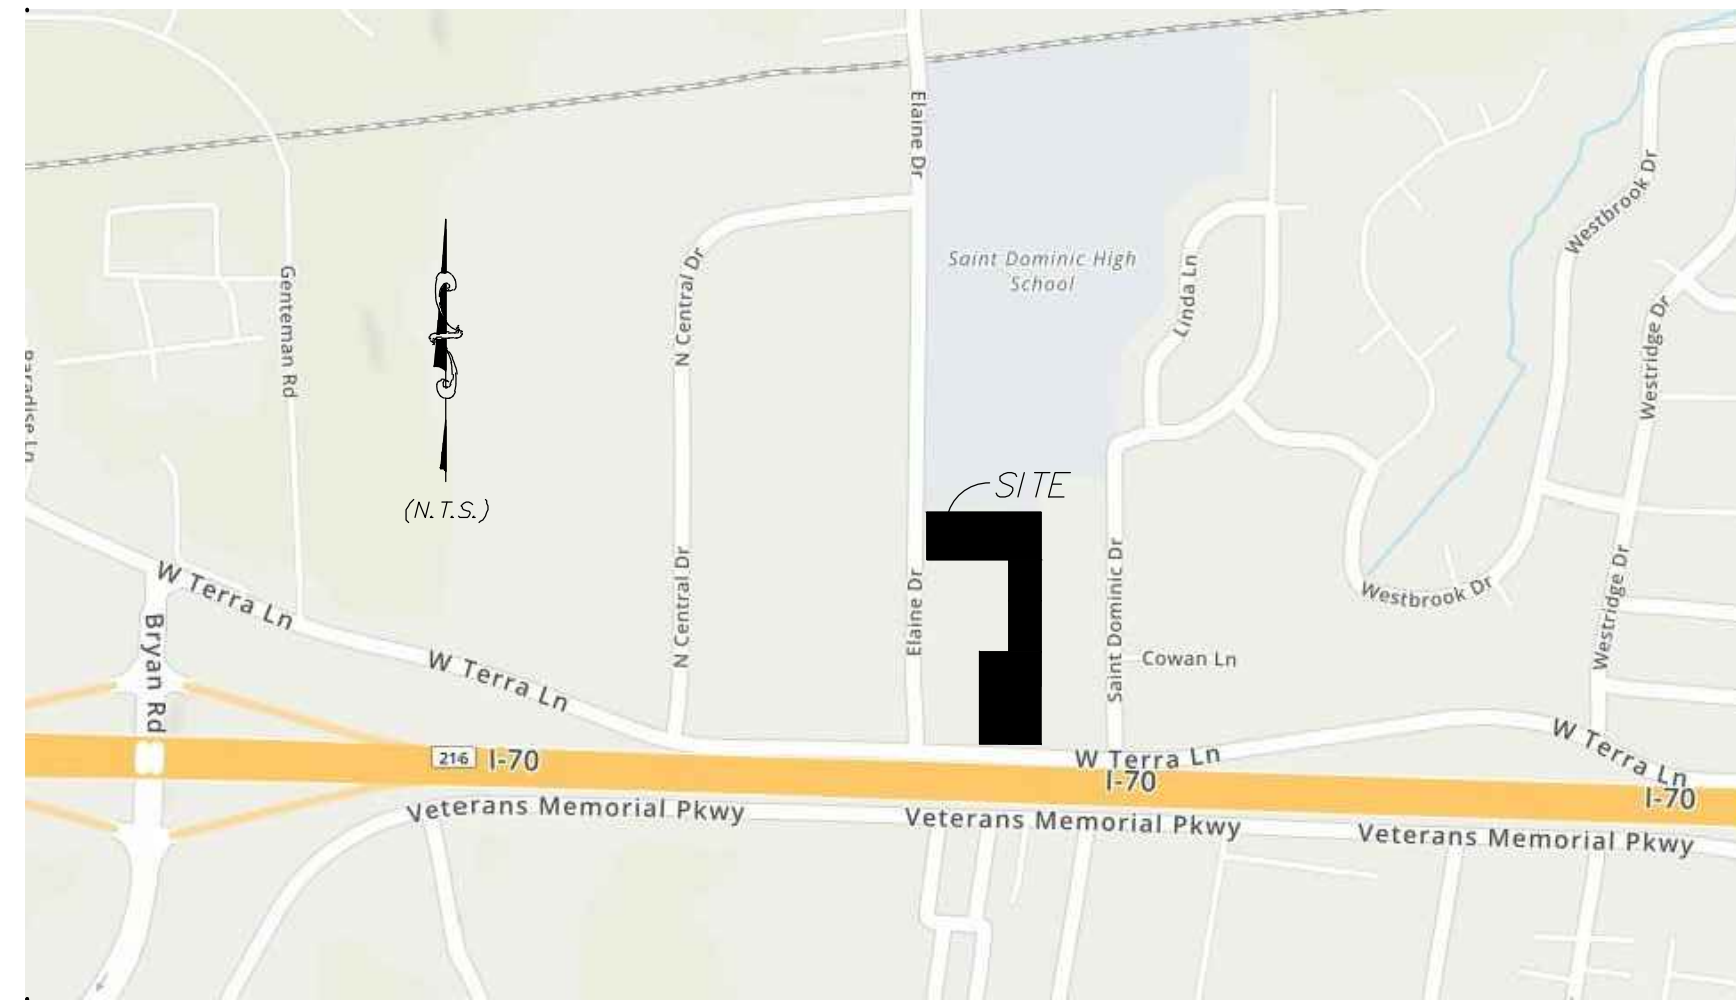 Elaine Dr
Westbrook Dr
Saint Dominic High
School
N Central Dr
Linda Ln
Genteman Rd
Westridge Dr
Paradise Ln
SITE
(N.T.S.)
W Terra Ln
N Central Dr
Elaine Dr
Saint Dominic Dr
Westbrook Dr
Westridge Dr
Bryan Rd
W Terra Ln
Cowan Ln
216 I-70
W Terra Ln
I-70
W Terra Ln
I-70
Veterans Memorial Pkwy
Veterans Memorial Pkwy
Veterans Memorial Pkwy